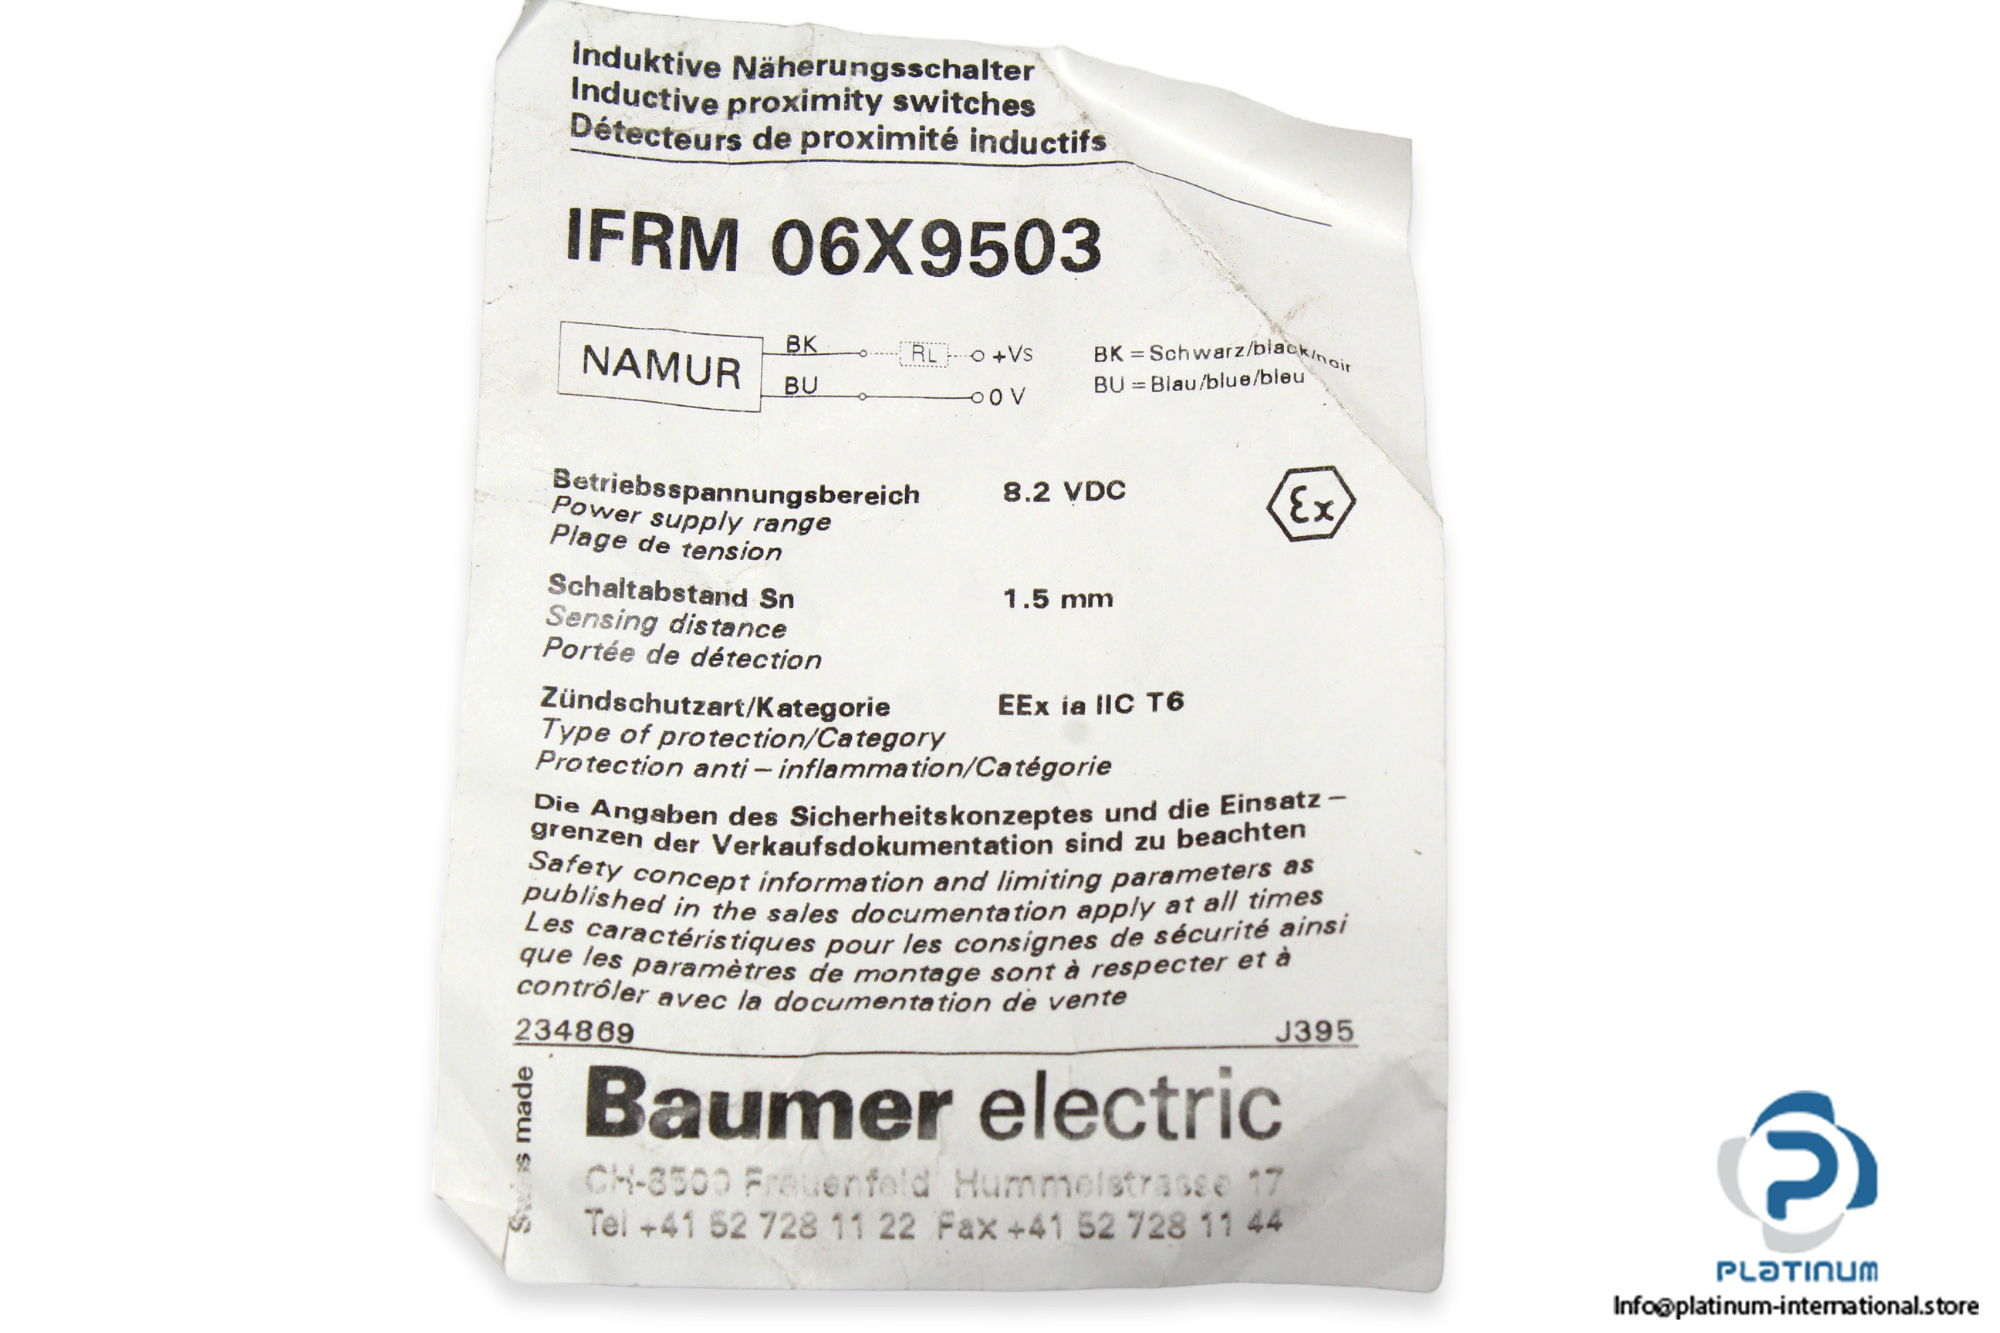 Induktive Näherungsschalter
Inductive proximity switches
Détecteurs de proximité inductifs
IFRM 06X9503
NAMUR
BK
RL
+Vs
BU
0 V
BK = Schwarz/black/noir
BU = Blau/blue/bleu
Betriebsspannungsbereich 8.2 VDC
Power supply range
Plage de tension
Ex
Schaltabstand Sn 1.5 mm
Sensing distance
Portée de détection
Zündschutzart/Kategorie EEx ia IIC T6
Type of protection/Category
Protection anti – inflammation/Catégorie
Die Angaben des Sicherheitskonzeptes und die Einsatz –
grenzen der Verkaufsdokumentation sind zu beachten
Safety concept information and limiting parameters as
published in the sales documentation apply at all times
Les caractéristiques pour les consignes de sécurité ainsi
que les paramètres de montage sont à respecter et à
contrôler avec la documentation de vente
234869 J395
Swiss made
Baumer electric
CH-8500 Frauenfeld Hummelstrasse 17
Tel +41 52 728 11 22 Fax +41 52 728 11 44
PLATINUM
Info@platinum-international.store